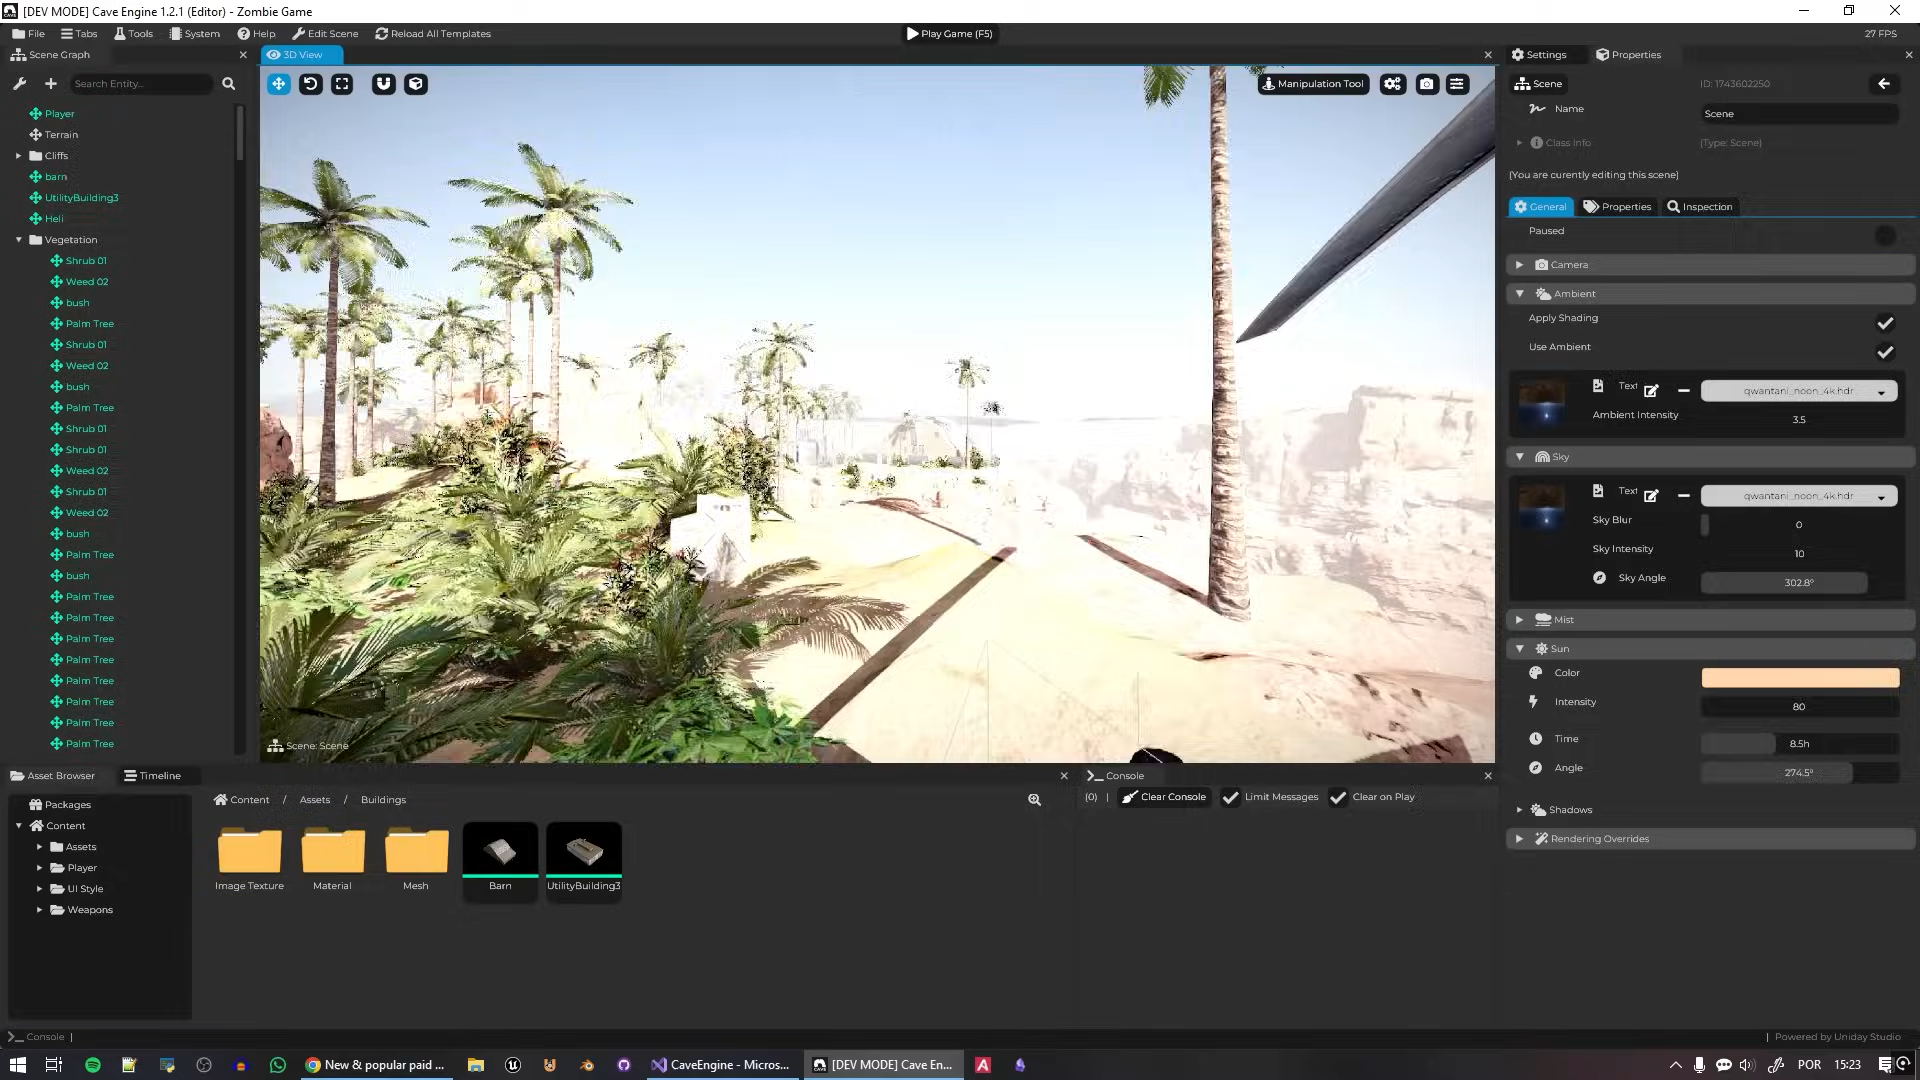 [DEV MODE] Cave Engine 1.2.1 (Editor) - Zombie Game
File Tabs Tools System Help Edit Scene Reload All Templates
Play Game (F5)
27 FPS
Scene Graph
Search Entity...
Player
Terrain
Cliffs
barn
UtilityBuilding3
Heli
Vegetation
Shrub 01
Weed 02
bush
Palm Tree
Shrub 01
Weed 02
bush
Palm Tree
Shrub 01
Shrub 01
Weed 02
Shrub 01
Weed 02
bush
Palm Tree
bush
Palm Tree
Palm Tree
Palm Tree
Palm Tree
Palm Tree
Palm Tree
Palm Tree
Palm Tree
3D View
Manipulation Tool
Scene: Scene
Settings Properties
Scene
ID: 1743602250
Name
Scene
Class Info
(Type: Scene)
(You are curently editing this scene)
General Properties Inspection
Paused
Camera
Ambient
Apply Shading
Use Ambient
Text
qwantani_noon_4k.hdr
Ambient Intensity
3.5
Sky
Text
qwantani_noon_4k.hdr
Sky Blur
0
Sky Intensity
10
Sky Angle
302.8°
Mist
Sun
Color
Intensity
80
Time
8.5h
Angle
274.5°
Shadows
Rendering Overrides
Asset Browser Timeline
Packages
Content
Assets
Player
UI Style
Weapons
Content / Assets / Buildings
Image Texture
Material
Mesh
Barn
UtilityBuilding3
Console
(0) | Clear Console Limit Messages Clear on Play
Console |
| Powered by Uniday Studio
New & popular paid ...
CaveEngine - Micros...
[DEV MODE] Cave En...
POR
15:23